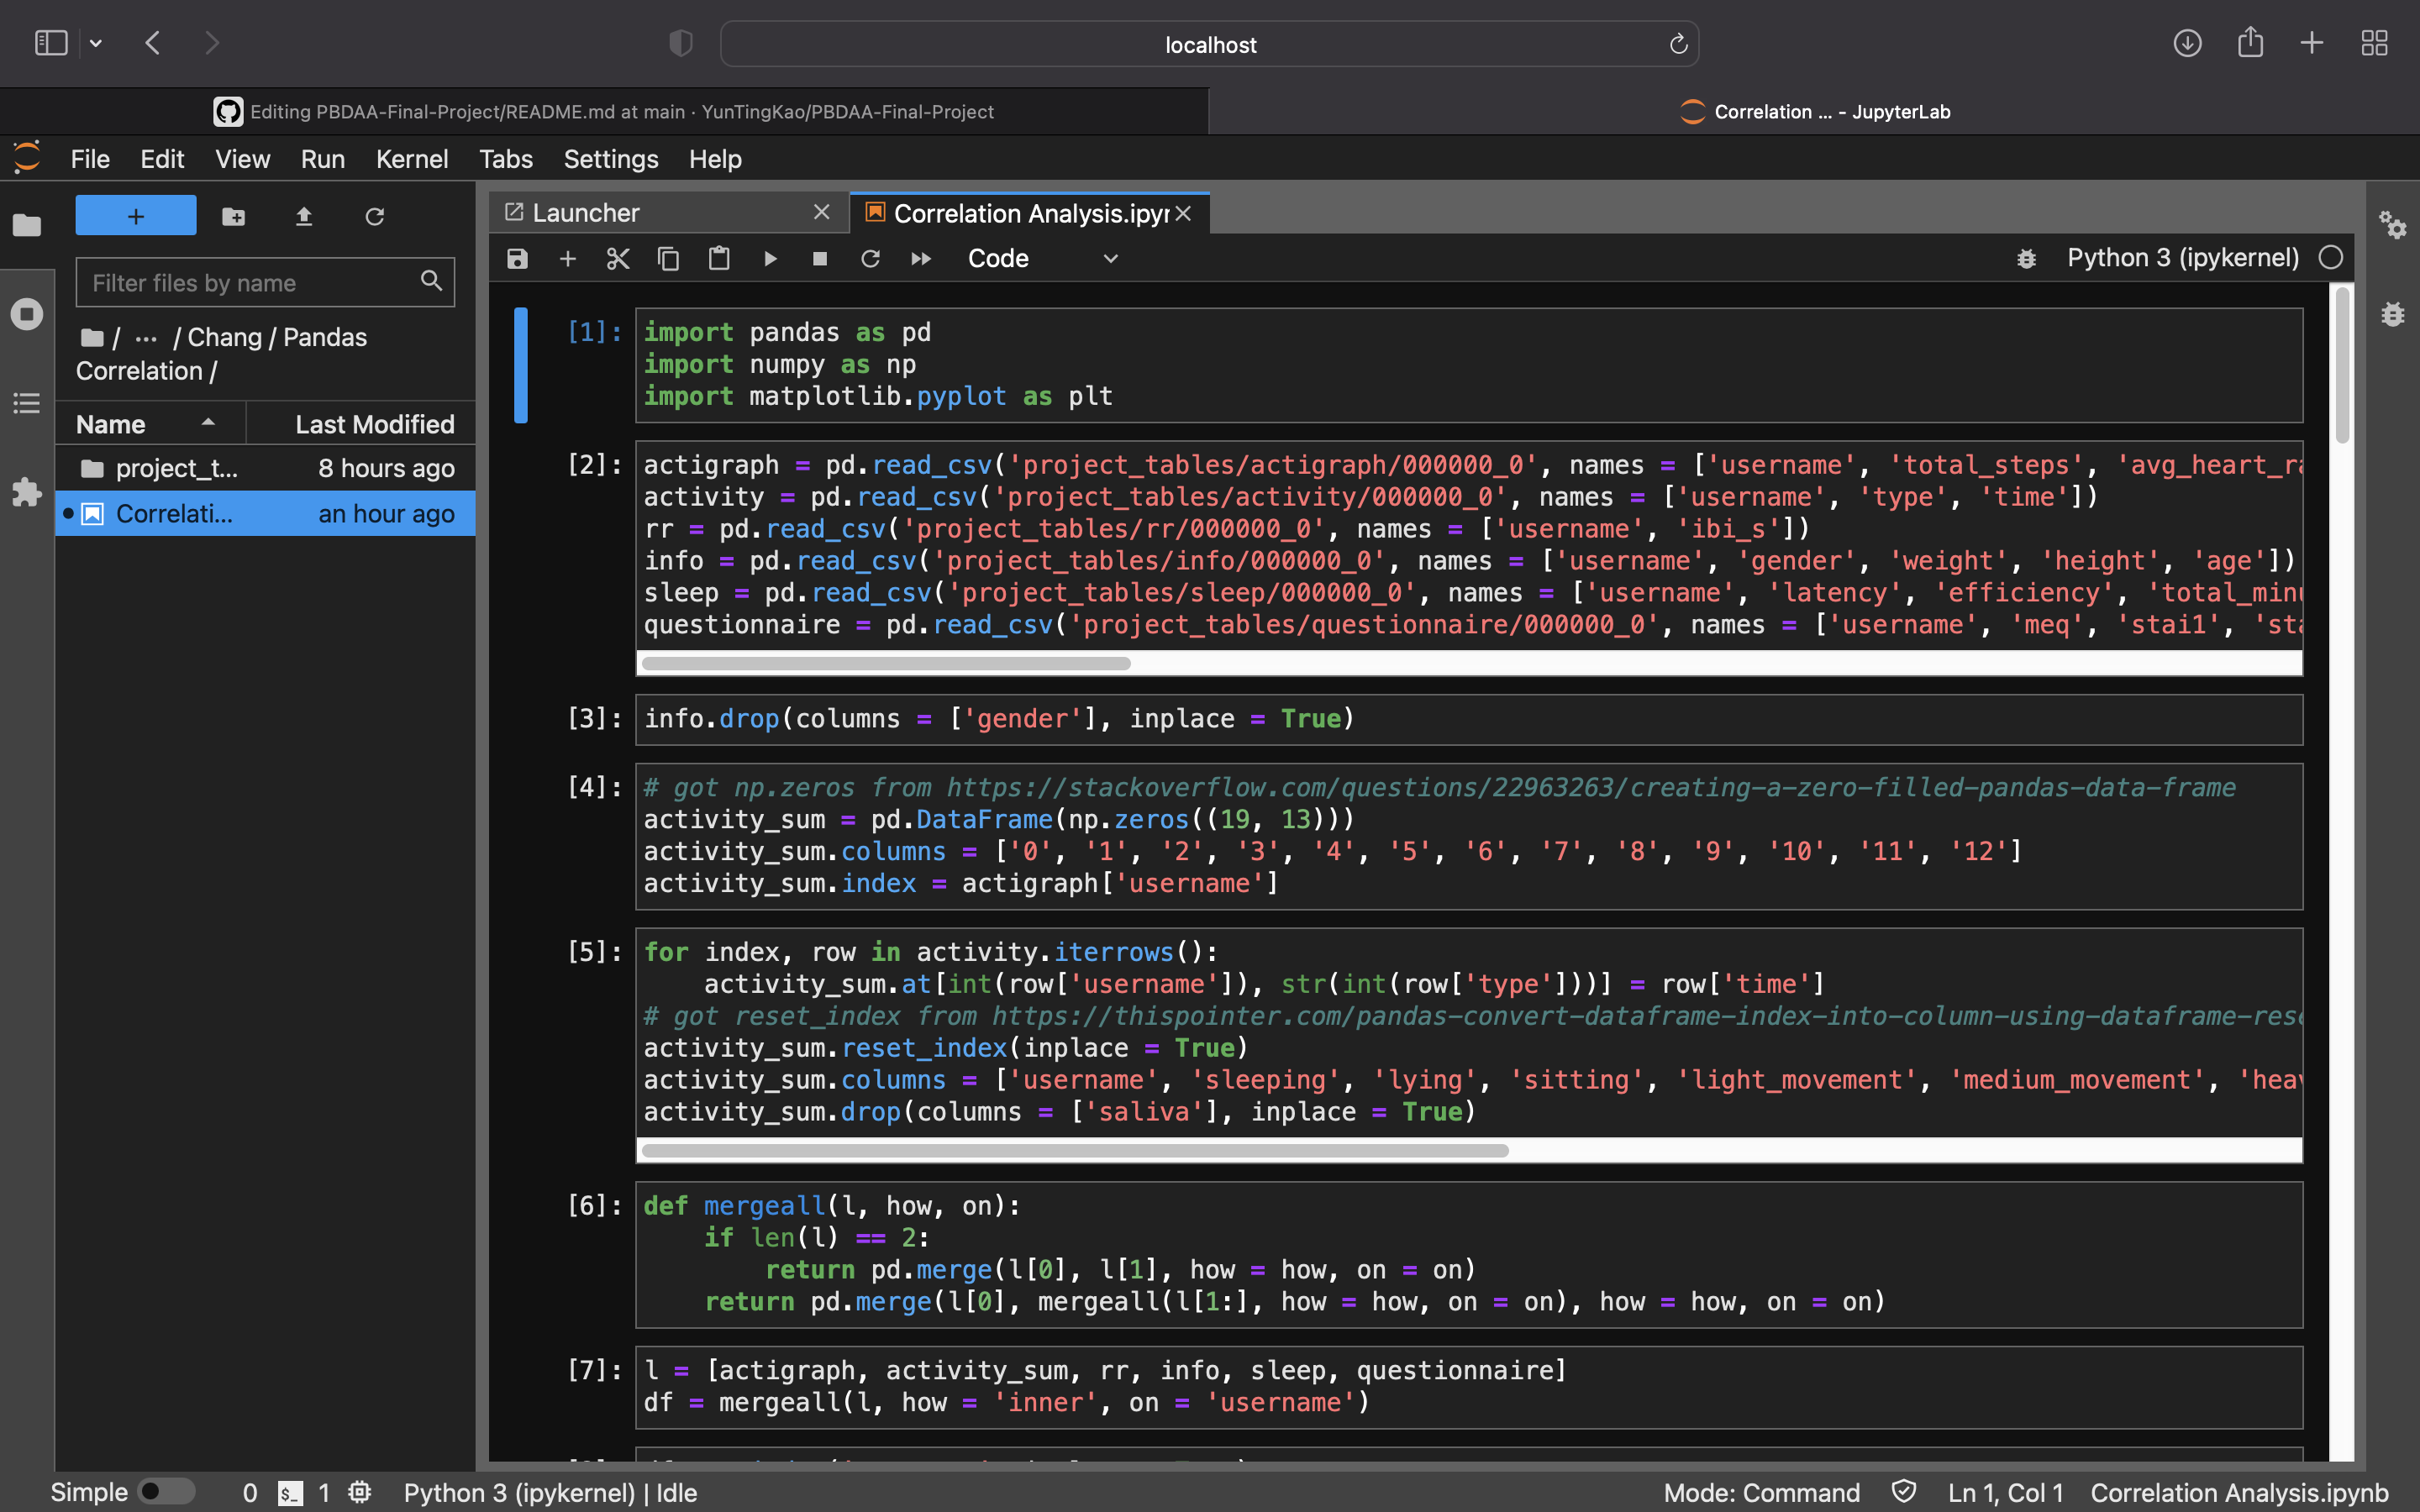 localhost
Editing PBDAA-Final-Project/README.md at main · YunTingKao/PBDAA-Final-Project
Correlation ... - JupyterLab
File Edit View Run Kernel Tabs Settings Help
Launcher
Correlation Analysis.ipyn
Code
Python 3 (ipykernel)
Filter files by name
/ ... / Chang / Pandas
Correlation /
Name Last Modified
project_t... 8 hours ago
Correlati... an hour ago
[1]: import pandas as pd
import numpy as np
import matplotlib.pyplot as plt
[2]: actigraph = pd.read_csv('project_tables/actigraph/000000_0', names = ['username', 'total_steps', 'avg_heart_ra
activity = pd.read_csv('project_tables/activity/000000_0', names = ['username', 'type', 'time'])
rr = pd.read_csv('project_tables/rr/000000_0', names = ['username', 'ibi_s'])
info = pd.read_csv('project_tables/info/000000_0', names = ['username', 'gender', 'weight', 'height', 'age'])
sleep = pd.read_csv('project_tables/sleep/000000_0', names = ['username', 'latency', 'efficiency', 'total_minu
questionnaire = pd.read_csv('project_tables/questionnaire/000000_0', names = ['username', 'meq', 'stai1', 'sta
[3]: info.drop(columns = ['gender'], inplace = True)
[4]: # got np.zeros from https://stackoverflow.com/questions/22963263/creating-a-zero-filled-pandas-data-frame
activity_sum = pd.DataFrame(np.zeros((19, 13)))
activity_sum.columns = ['0', '1', '2', '3', '4', '5', '6', '7', '8', '9', '10', '11', '12']
activity_sum.index = actigraph['username']
[5]: for index, row in activity.iterrows():
    activity_sum.at[int(row['username']), str(int(row['type']))] = row['time']
# got reset_index from https://thispointer.com/pandas-convert-dataframe-index-into-column-using-dataframe-rese
activity_sum.reset_index(inplace = True)
activity_sum.columns = ['username', 'sleeping', 'lying', 'sitting', 'light_movement', 'medium_movement', 'heav
activity_sum.drop(columns = ['saliva'], inplace = True)
[6]: def mergeall(l, how, on):
    if len(l) == 2:
        return pd.merge(l[0], l[1], how = how, on = on)
    return pd.merge(l[0], mergeall(l[1:], how = how, on = on), how = how, on = on)
[7]: l = [actigraph, activity_sum, rr, info, sleep, questionnaire]
df = mergeall(l, how = 'inner', on = 'username')
Simple 0 $_ 1 Python 3 (ipykernel) | Idle
Mode: Command Ln 1, Col 1 Correlation Analysis.ipynb